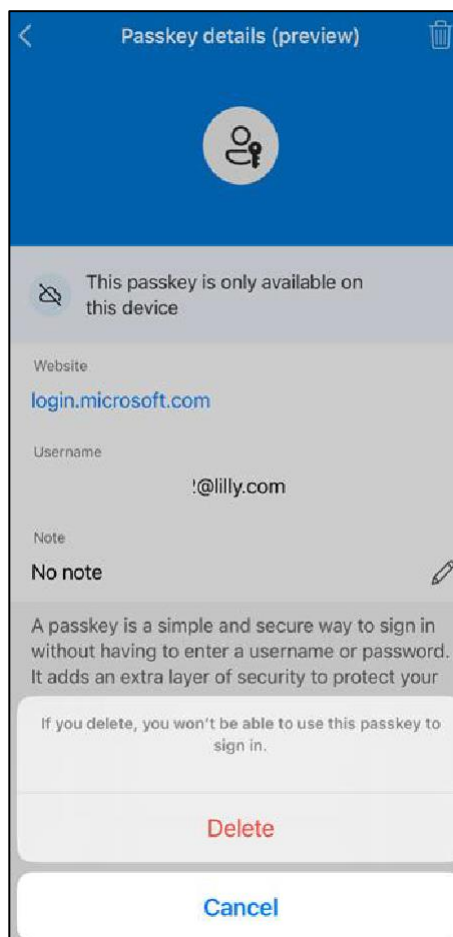 Passkey details (preview)
This passkey is only available on
this device
Website
login.microsoft.com
Username
@lilly.com
Note
No note
A passkey is a simple and secure way to sign in
without having to enter a username or password.
It adds an extra layer of security to protect your
If you delete, you won't be able to use this passkey to
sign in.
Delete
Cancel